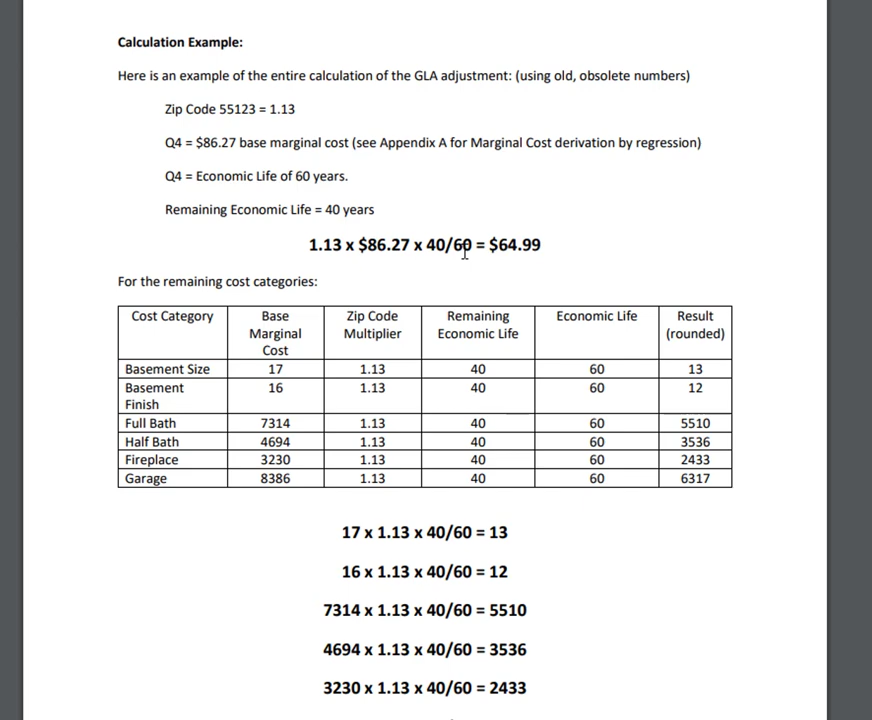 Calculation Example:
Here is an example of the entire calculation of the GLA adjustment: (using old, obsolete numbers)
Zip Code 55123 = 1.13
Q4 = $86.27 base marginal cost (see Appendix A for Marginal Cost derivation by regression)
Q4 = Economic Life of 60 years.
Remaining Economic Life = 40 years
1.13 x $86.27 x 40/60 = $64.99
For the remaining cost categories:
Cost Category Base Marginal Cost Zip Code Multiplier Remaining Economic Life Economic Life Result (rounded)
Basement Size 17 1.13 40 60 13
Basement Finish 16 1.13 40 60 12
Full Bath 7314 1.13 40 60 5510
Half Bath 4694 1.13 40 60 3536
Fireplace 3230 1.13 40 60 2433
Garage 8386 1.13 40 60 6317
17 x 1.13 x 40/60 = 13
16 x 1.13 x 40/60 = 12
7314 x 1.13 x 40/60 = 5510
4694 x 1.13 x 40/60 = 3536
3230 x 1.13 x 40/60 = 2433